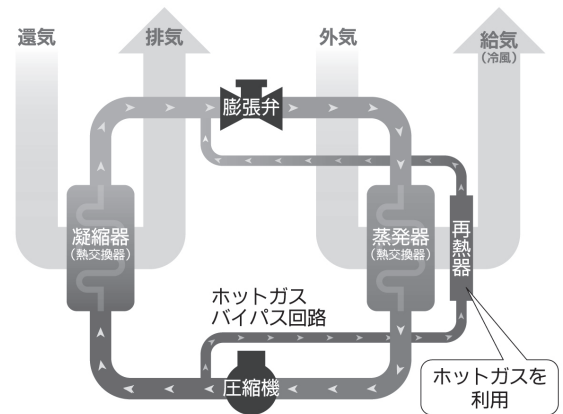 還気
排気
外気
給気
(冷風)
膨張弁
凝縮器
(熱交換器)
蒸発器
(熱交換器)
再熱器
ホットガス
バイパス回路
圧縮機
ホットガスを
利用